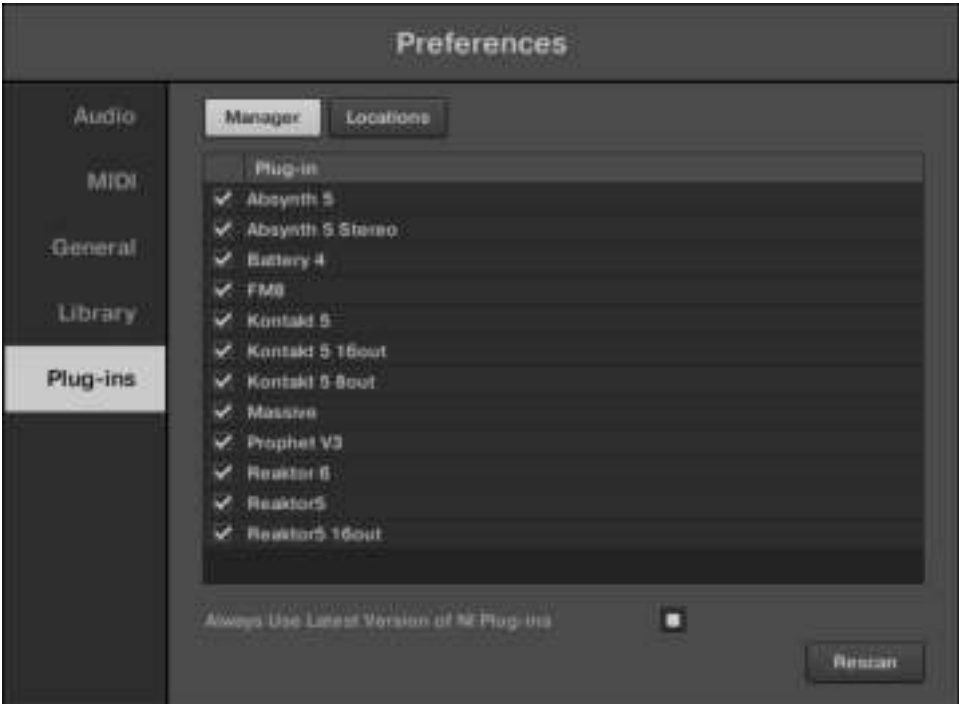 Preferences
Audio
MIDI
General
Library
Plug-ins
Manager
Locations
Plug-in
Absynth 5
Absynth 5 Stereo
Battery 4
FM8
Kontakt 5
Kontakt 5 16out
Kontakt 5 8out
Massive
Prophet V3
Reaktor 6
Reaktor5
Reaktor5 16out
Always Use Latest Version of NI Plug-ins
Rescan